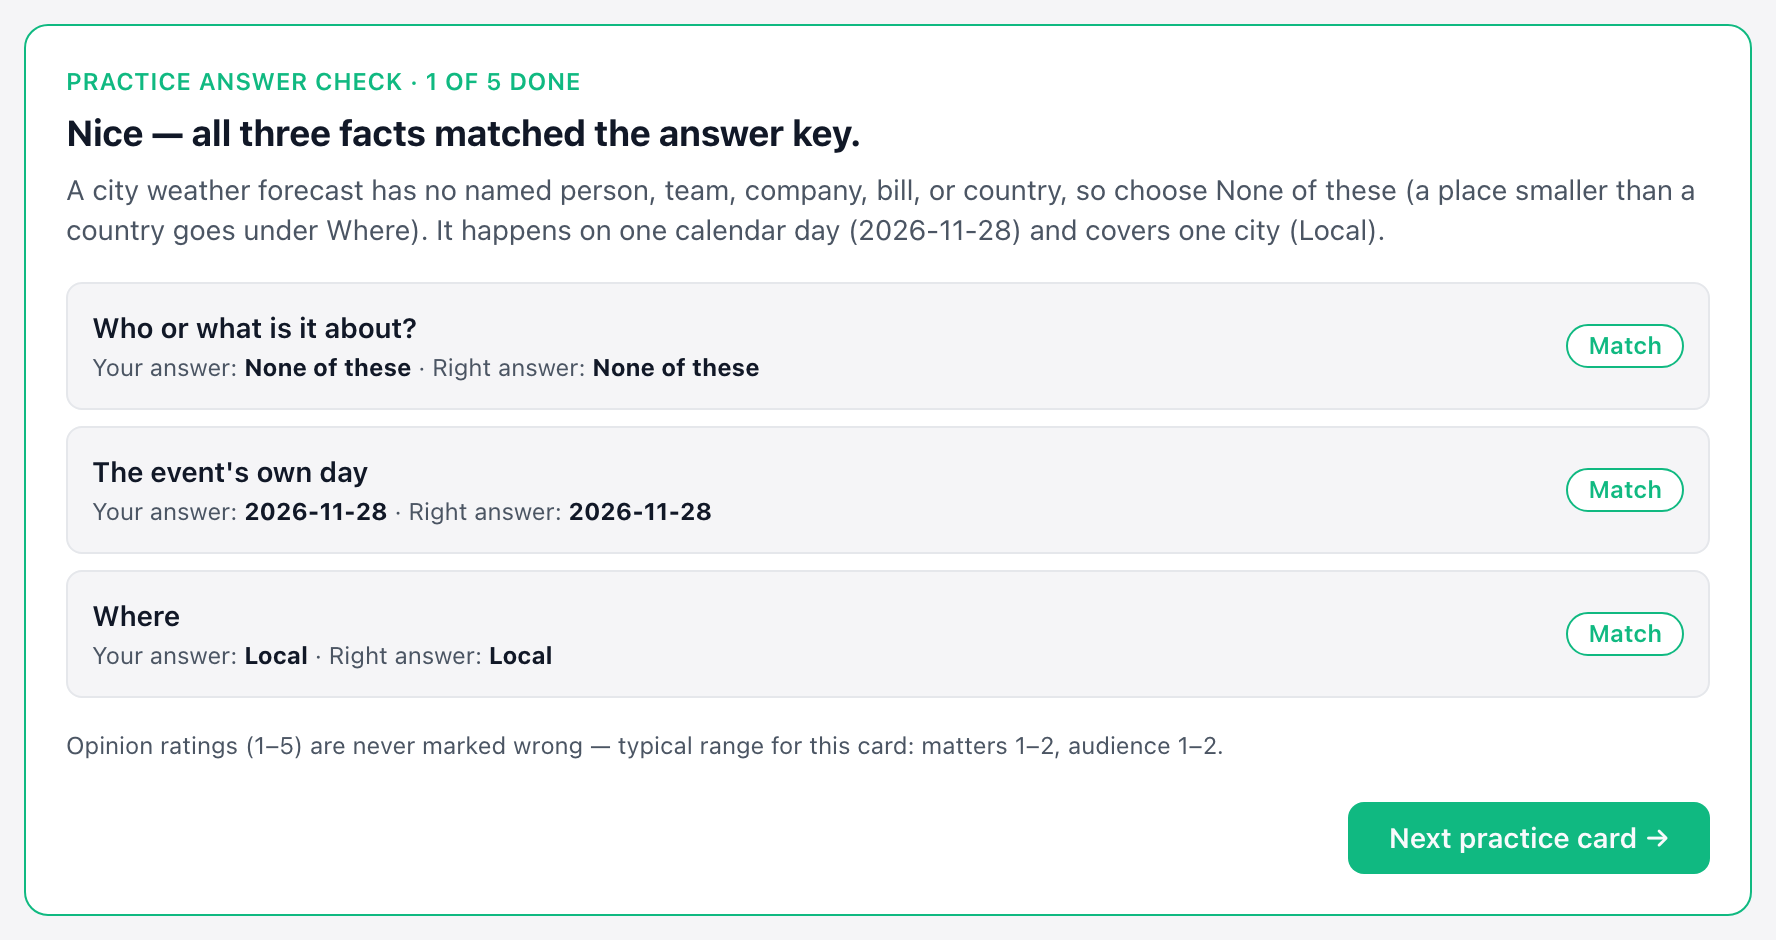 PRACTICE ANSWER CHECK · 1 OF 5 DONE
Nice — all three facts matched the answer key.
A city weather forecast has no named person, team, company, bill, or country, so choose None of these (a place smaller than a
country goes under Where). It happens on one calendar day (2026-11-28) and covers one city (Local).
Who or what is it about?
Your answer: None of these · Right answer: None of these
Match
The event's own day
Your answer: 2026-11-28 · Right answer: 2026-11-28
Match
Where
Your answer: Local · Right answer: Local
Match
Opinion ratings (1–5) are never marked wrong — typical range for this card: matters 1–2, audience 1–2.
Next practice card →